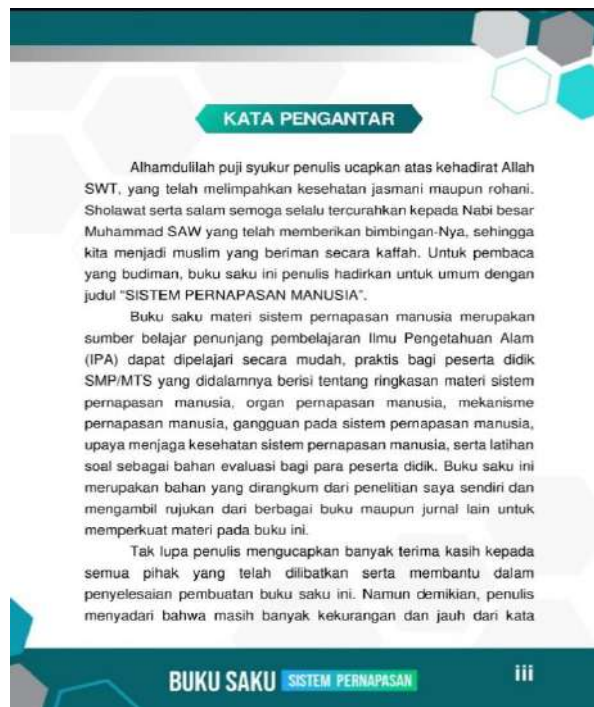 KATA PENGANTAR
Alhamdulilah puji syukur penulis ucapkan atas kehadirat Allah
SWT, yang telah melimpahkan kesehatan jasmani maupun rohani.
Sholawat serta salam semoga selalu tercurahkan kepada Nabi besar
Muhammad SAW yang telah memberikan bimbingan-Nya, sehingga
kita menjadi muslim yang beriman secara kaffah. Untuk pembaca
yang budiman, buku saku ini penulis hadirkan untuk umum dengan
judul “SISTEM PERNAPASAN MANUSIA”.
Buku saku materi sistem pernapasan manusia merupakan
sumber belajar penunjang pembelajaran Ilmu Pengetahuan Alam
(IPA) dapat dipelajari secara mudah, praktis bagi peserta didik
SMP/MTS yang didalamnya berisi tentang ringkasan materi sistem
pernapasan manusia, organ pernapasan manusia, mekanisme
pernapasan manusia, gangguan pada sistem pernapasan manusia,
upaya menjaga kesehatan sistem pernapasan manusia, serta latihan
soal sebagai bahan evaluasi bagi para peserta didik. Buku saku ini
merupakan bahan yang dirangkum dari penelitian saya sendiri dan
mengambil rujukan dari berbagai buku maupun jurnal lain untuk
memperkuat materi pada buku ini.
Tak lupa penulis mengucapkan banyak terima kasih kepada
semua pihak yang telah dilibatkan serta membantu dalam
penyelesaian pembuatan buku saku ini. Namun demikian, penulis
menyadari bahwa masih banyak kekurangan dan jauh dari kata
BUKU SAKU SISTEM PERNAPASAN iii